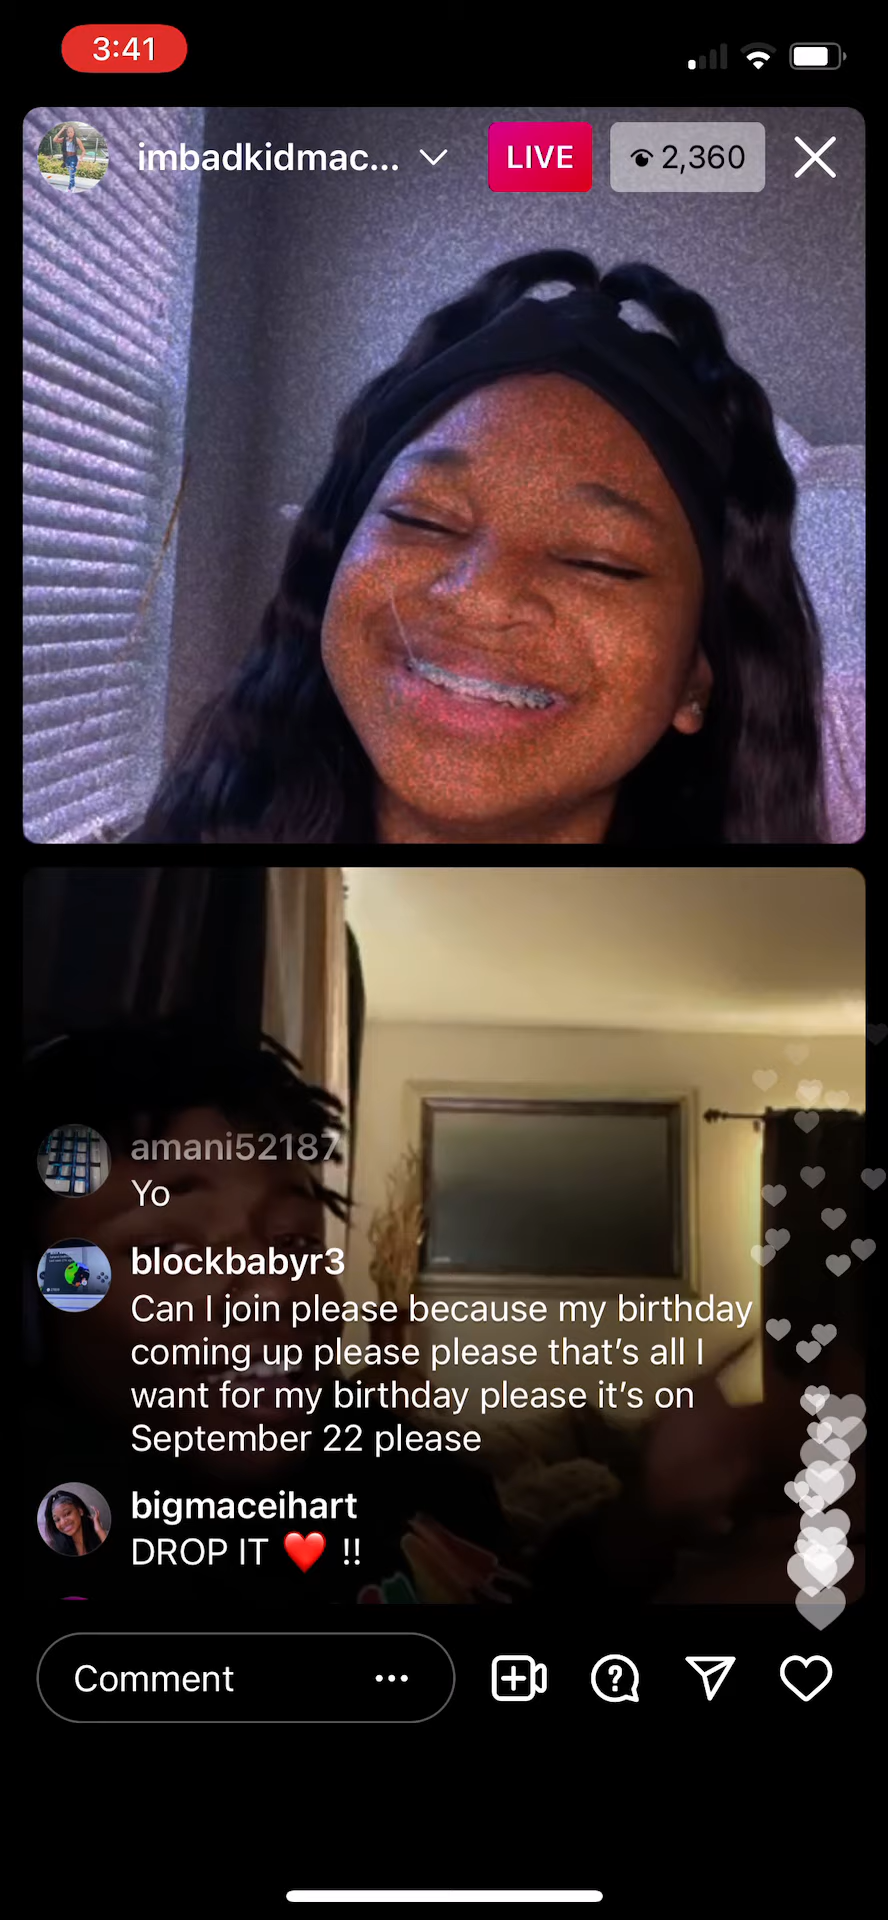 3:41
imbadkidmac...
LIVE
2,360
amani52187
Yo
blockbabyr3
Can I join please because my birthday
coming up please please that’s all I
want for my birthday please it’s on
September 22 please
bigmaceihart
DROP IT ❤️ !!
Comment